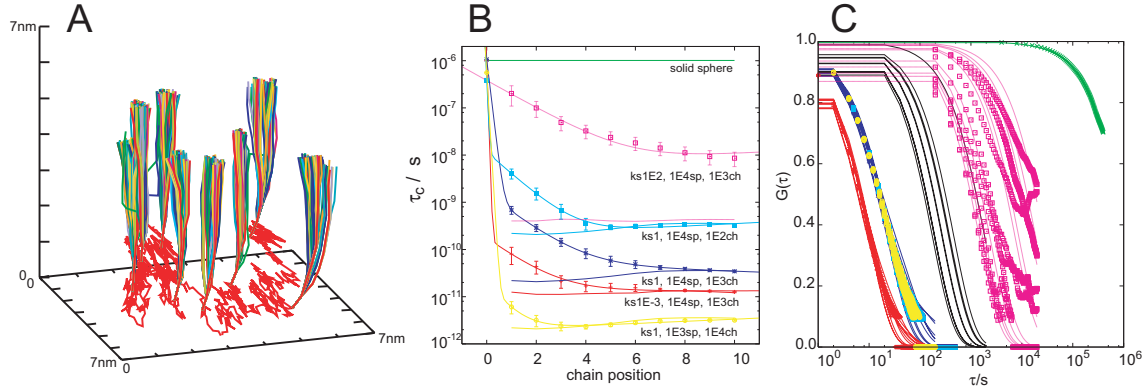 A
7nm
0
7nm
0
7nm
B
τc / s
10-6
10-7
10-8
10-9
10-10
10-11
10-12
solid sphere
ks1E2, 1E4sp, 1E3ch
ks1, 1E4sp, 1E2ch
ks1, 1E4sp, 1E3ch
ks1E-3, 1E4sp, 1E3ch
ks1, 1E3sp, 1E4ch
0 2 4 6 8 10
chain position
C
G(τ)
1.0
0.8
0.6
0.4
0.2
0
10^0 10^1 10^2 10^3 10^4 10^5 10^6
τ/s